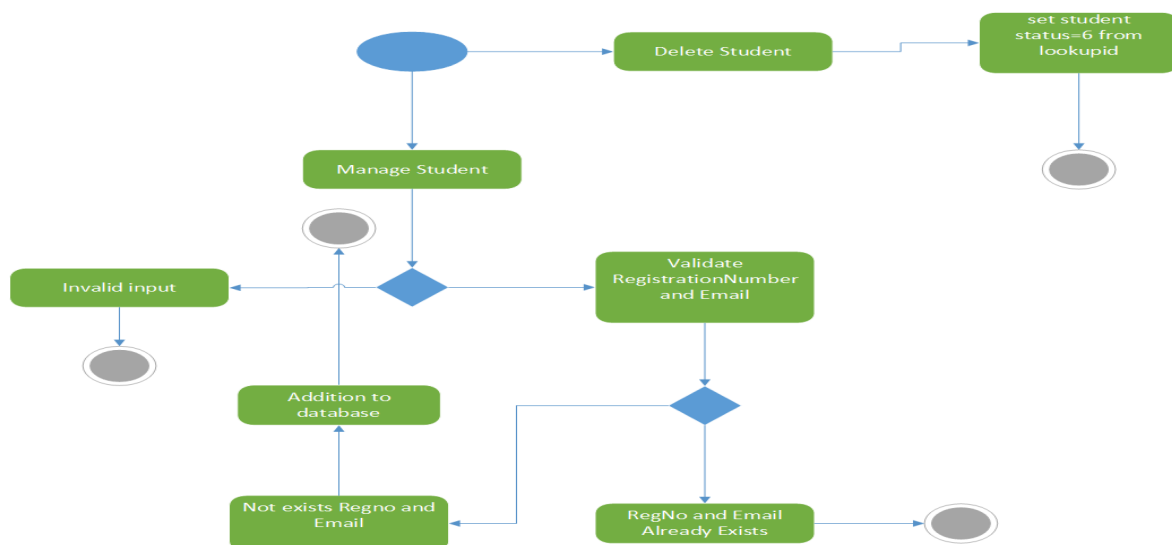 Delete Student
set student
status=6 from
lookupid
Manage Student
Invalid input
Validate
RegistrationNumber
and Email
Addition to
database
Not exists Regno and
Email
RegNo and Email
Already Exists